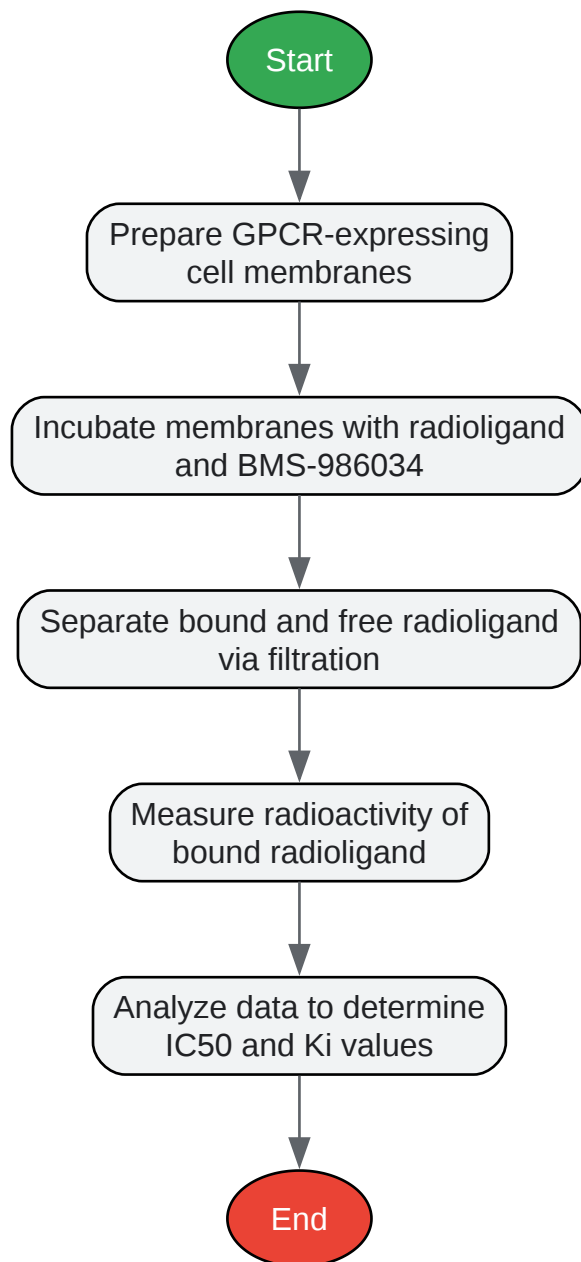 Start
Prepare GPCR-expressing
cell membranes
Incubate membranes with radioligand
and BMS-986034
Separate bound and free radioligand
via filtration
Measure radioactivity of
bound radioligand
Analyze data to determine
IC50 and Ki values
End